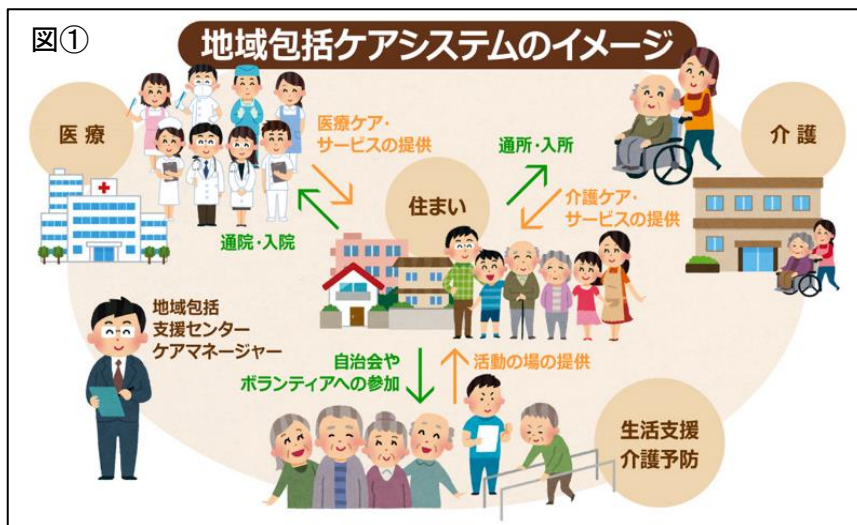 図①
地域包括ケアシステムのイメージ
医療
医療ケア・
サービスの提供
通院・入院
通所・入所
介護ケア・
サービスの提供
介護
住まい
地域包括
支援センター
ケアマネージャー
自治会や
ボランティアへの参加
活動の場の提供
生活支援
介護予防